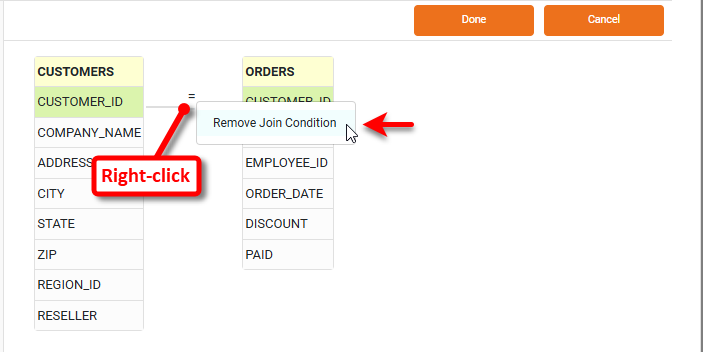 Done
Cancel
CUSTOMERS
CUSTOMER_ID
COMPANY_NAME
ADDRESS
CITY
STATE
ZIP
REGION_ID
RESELLER
=
Right-click
ORDERS
CUSTOMER_ID
Remove Join Condition
EMPLOYEE_ID
ORDER_DATE
DISCOUNT
PAID